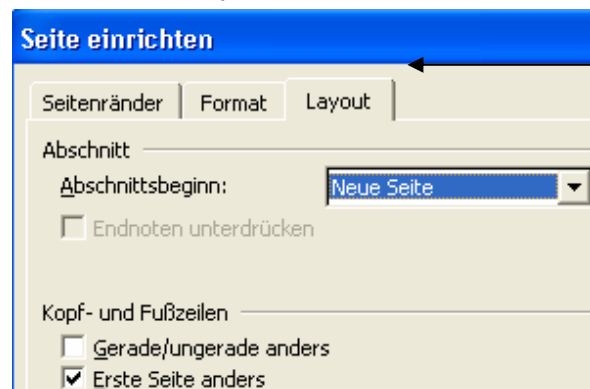 Seite einrichten
Seitenränder Format Layout
Abschnitt
Abschnittsbeginn: Neue Seite
Endnoten unterdrücken
Kopf- und Fußzeilen
Gerade/ungerade anders
Erste Seite anders